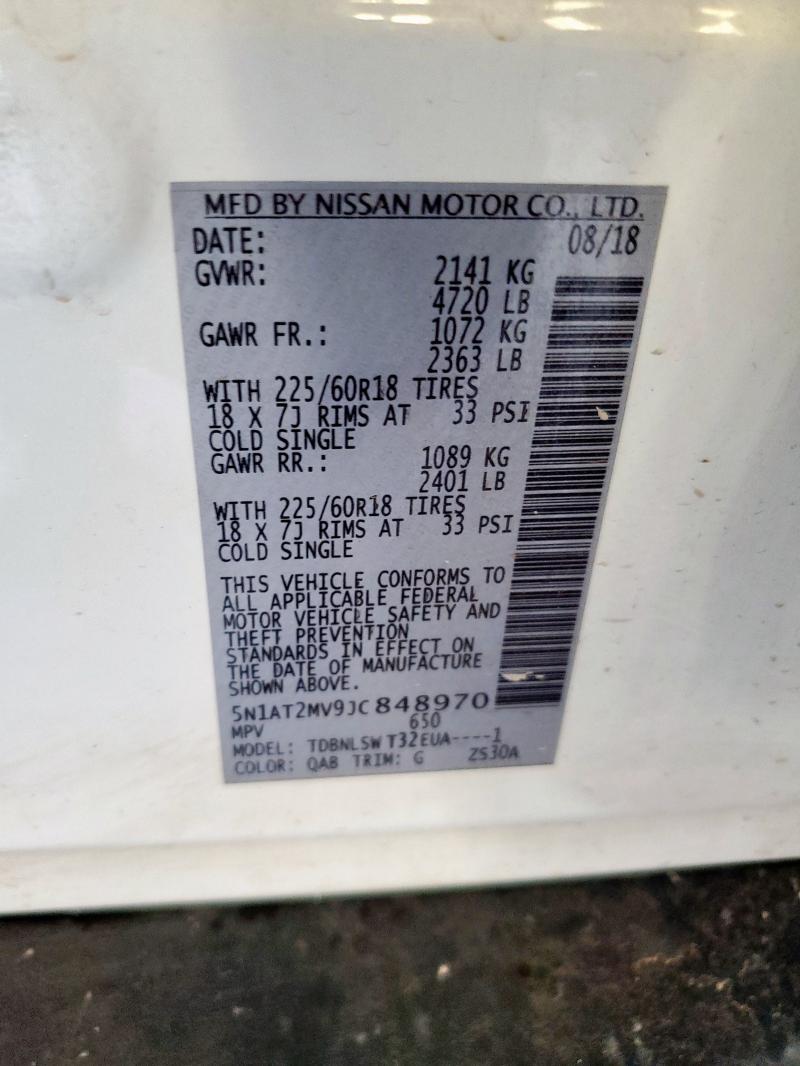 MFD BY NISSAN MOTOR CO., LTD.
DATE: 08/18
GVWR: 2141 KG
4720 LB
GAWR FR.: 1072 KG
2363 LB
WITH 225/60R18 TIRES
18 X 7J RIMS AT 33 PSI
COLD SINGLE
GAWR RR.: 1089 KG
2401 LB
WITH 225/60R18 TIRES
18 X 7J RIMS AT 33 PSI
COLD SINGLE
THIS VEHICLE CONFORMS TO
ALL APPLICABLE FEDERAL
MOTOR VEHICLE SAFETY AND
THEFT PREVENTION
STANDARDS IN EFFECT ON
THE DATE OF MANUFACTURE
SHOWN ABOVE.
5N1AT2MV9JC848970
MPV 650
MODEL: TDBNLSW T32EUA----1
COLOR: QAB TRIM: G ZS30A